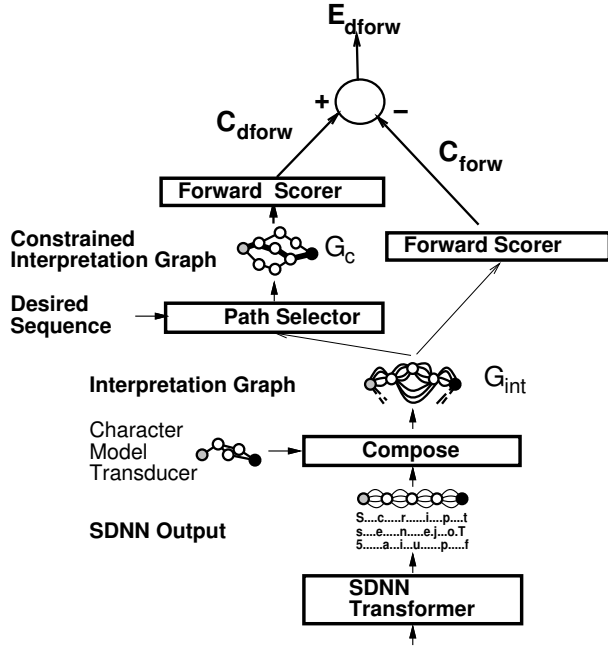 E_dforw
+
−
C_dforw
C_forw
Forward Scorer
Constrained
Interpretation Graph
G_c
Forward Scorer
Desired
Sequence
Path Selector
Interpretation Graph
G_int
Character
Model
Transducer
Compose
SDNN Output
S....c.....r......i....p....t
s....e.....n.....e.j...o.T
5......a...i...u......p.....f
SDNN
Transformer